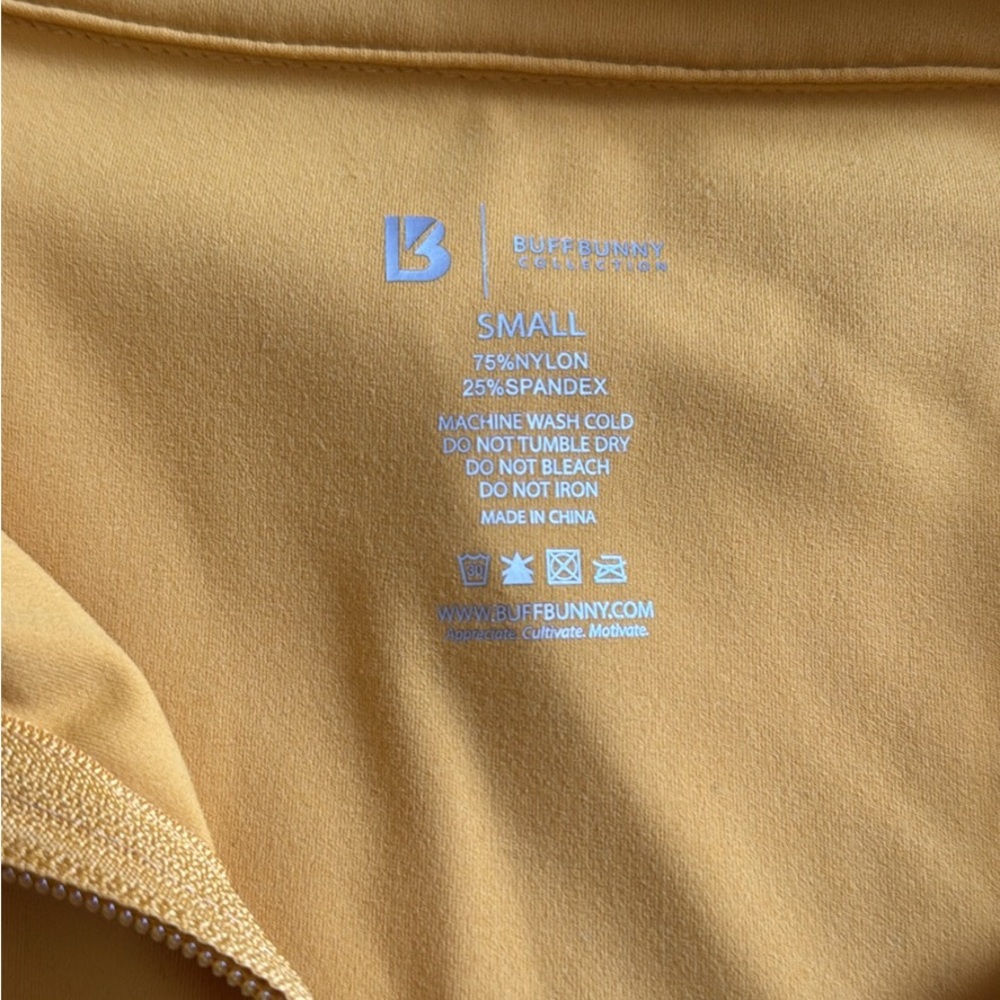 B
BUFFBUNNY
COLLECTION
SMALL
75%NYLON
25%SPANDEX
MACHINE WASH COLD
DO NOT TUMBLE DRY
DO NOT BLEACH
DO NOT IRON
MADE IN CHINA
30
WWW.BUFFBUNNY.COM
Appreciate. Cultivate. Motivate.